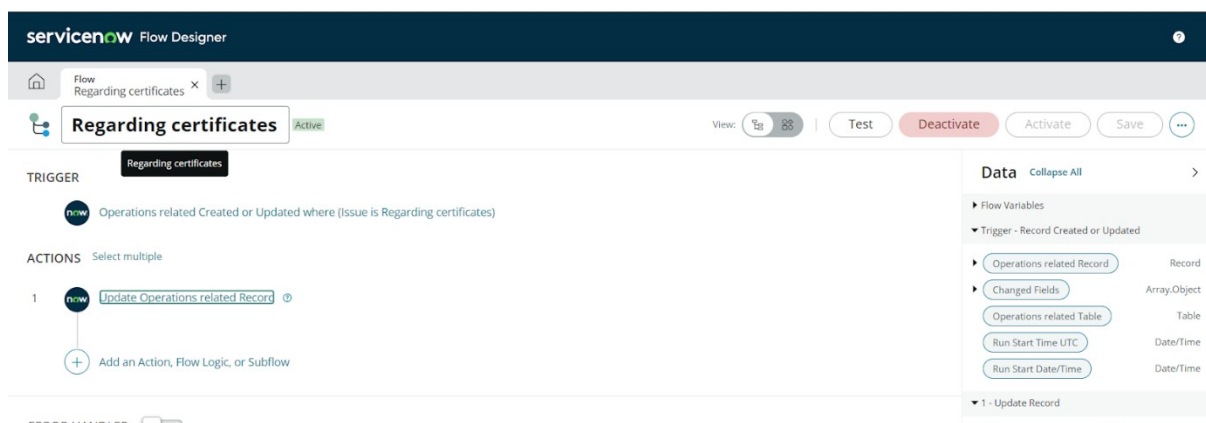 servicenow Flow Designer
Flow
Regarding certificates
Regarding certificates Active
View: Test Deactivate Activate Save
Regarding certificates
TRIGGER
now Operations related Created or Updated where (Issue is Regarding certificates)
ACTIONS Select multiple
1 now Update Operations related Record
Add an Action, Flow Logic, or Subflow
Data Collapse All
Flow Variables
Trigger - Record Created or Updated
Operations related Record Record
Changed Fields Array.Object
Operations related Table Table
Run Start Time UTC Date/Time
Run Start Date/Time Date/Time
1 - Update Record